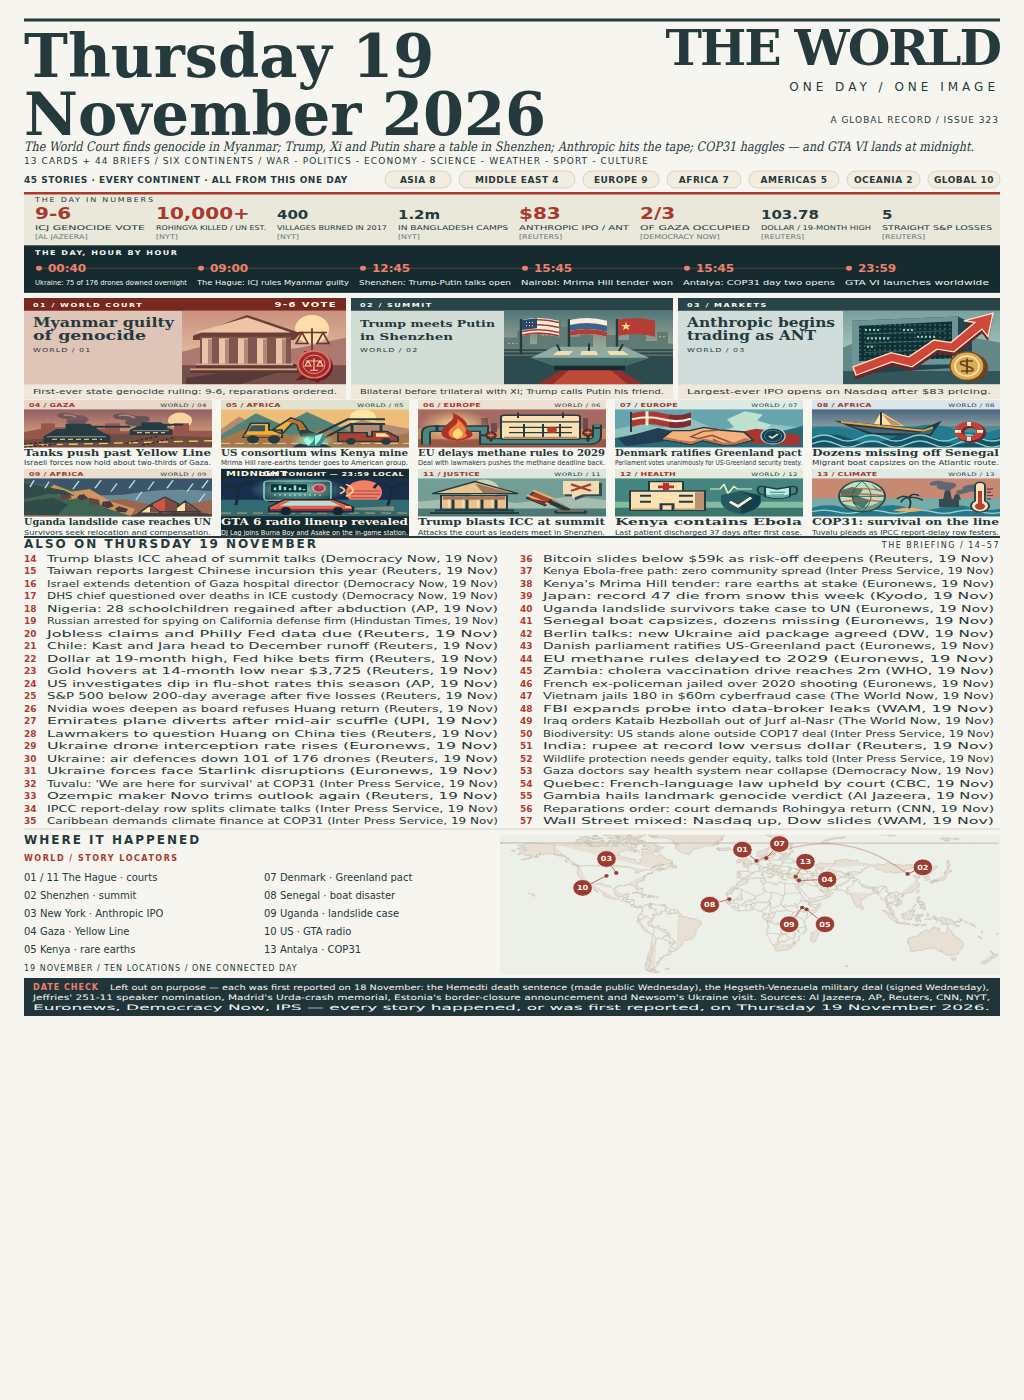 Thursday 19
November 2026
THE WORLD
ONE DAY / ONE IMAGE
A GLOBAL RECORD / ISSUE 323
The World Court finds genocide in Myanmar; Trump, Xi and Putin share a table in Shenzhen; Anthropic hits the tape; COP31 haggles — and GTA VI lands at midnight.
13 CARDS + 44 BRIEFS / SIX CONTINENTS / WAR - POLITICS - ECONOMY - SCIENCE - WEATHER - SPORT - CULTURE
45 STORIES · EVERY CONTINENT · ALL FROM THIS ONE DAY
ASIA 8
MIDDLE EAST 4
EUROPE 9
AFRICA 7
AMERICAS 5
OCEANIA 2
GLOBAL 10
THE DAY IN NUMBERS
9-6
ICJ GENOCIDE VOTE
[AL JAZEERA]
10,000+
ROHINGYA KILLED / UN EST.
[NYT]
400
VILLAGES BURNED IN 2017
[NYT]
1.2m
IN BANGLADESH CAMPS
[NYT]
$83
ANTHROPIC IPO / ANT
[REUTERS]
2/3
OF GAZA OCCUPIED
[DEMOCRACY NOW]
103.78
DOLLAR / 19-MONTH HIGH
[REUTERS]
5
STRAIGHT S&P LOSSES
[REUTERS]
THE DAY, HOUR BY HOUR
00:40
Ukraine: 75 of 176 drones downed overnight
09:00
The Hague: ICJ rules Myanmar guilty
12:45
Shenzhen: Trump-Putin talks open
15:45
Nairobi: Mrima Hill tender won
15:45
Antalya: COP31 day two opens
23:59
GTA VI launches worldwide
01 / WORLD COURT
9-6 VOTE
Myanmar guilty
of genocide
WORLD / 01
First-ever state genocide ruling: 9-6, reparations ordered.
02 / SUMMIT
Trump meets Putin
in Shenzhen
WORLD / 02
Bilateral before trilateral with Xi; Trump calls Putin his friend.
03 / MARKETS
Anthropic begins
trading as ANT
WORLD / 03
$
Largest-ever IPO opens on Nasdaq after $83 pricing.
04 / GAZA
WORLD / 04
Tanks push past Yellow Line
Israeli forces now hold about two-thirds of Gaza.
05 / AFRICA
WORLD / 05
US consortium wins Kenya mine
Mrima Hill rare-earths tender goes to American group.
06 / EUROPE
WORLD / 06
EU delays methane rules to 2029
Deal with lawmakers pushes the methane deadline back.
07 / EUROPE
WORLD / 07
Denmark ratifies Greenland pact
Parliament votes unanimously for US-Greenland security treaty.
08 / AFRICA
WORLD / 08
Dozens missing off Senegal
Migrant boat capsizes on the Atlantic route.
09 / AFRICA
WORLD / 09
Uganda landslide case reaches UN
Survivors seek relocation and compensation.
MIDNIGHT
TONIGHT — 23:59 LOCAL
GTA 6 radio lineup revealed
DJ Lag joins Burna Boy and Asake on the in-game station.
11 / JUSTICE
WORLD / 11
Trump blasts ICC at summit
Attacks the court as leaders meet in Shenzhen.
12 / HEALTH
WORLD / 12
Kenya contains Ebola
Last patient discharged 37 days after first case.
13 / CLIMATE
WORLD / 13
COP31: survival on the line
Tuvalu pleads as IPCC report-delay row festers.
ALSO ON THURSDAY 19 NOVEMBER
THE BRIEFING / 14–57
14 Trump blasts ICC ahead of summit talks (Democracy Now, 19 Nov)
15 Taiwan reports largest Chinese incursion this year (Reuters, 19 Nov)
16 Israel extends detention of Gaza hospital director (Democracy Now, 19 Nov)
17 DHS chief questioned over deaths in ICE custody (Democracy Now, 19 Nov)
18 Nigeria: 28 schoolchildren regained after abduction (AP, 19 Nov)
19 Russian arrested for spying on California defense firm (Hindustan Times, 19 Nov)
20 Jobless claims and Philly Fed data due (Reuters, 19 Nov)
21 Chile: Kast and Jara head to December runoff (Reuters, 19 Nov)
22 Dollar at 19-month high, Fed hike bets firm (Reuters, 19 Nov)
23 Gold hovers at 14-month low near $3,725 (Reuters, 19 Nov)
24 US investigates dip in flu-shot rates this season (AP, 19 Nov)
25 S&P 500 below 200-day average after five losses (Reuters, 19 Nov)
26 Nvidia woes deepen as board refuses Huang return (Reuters, 19 Nov)
27 Emirates plane diverts after mid-air scuffle (UPI, 19 Nov)
28 Lawmakers to question Huang on China ties (Reuters, 19 Nov)
29 Ukraine drone interception rate rises (Euronews, 19 Nov)
30 Ukraine: air defences down 101 of 176 drones (Reuters, 19 Nov)
31 Ukraine forces face Starlink disruptions (Euronews, 19 Nov)
32 Tuvalu: 'We are here for survival' at COP31 (Inter Press Service, 19 Nov)
33 Ozempic maker Novo trims outlook again (Reuters, 19 Nov)
34 IPCC report-delay row splits climate talks (Inter Press Service, 19 Nov)
35 Caribbean demands climate finance at COP31 (Inter Press Service, 19 Nov)
36 Bitcoin slides below $59k as risk-off deepens (Reuters, 19 Nov)
37 Kenya Ebola-free path: zero community spread (Inter Press Service, 19 Nov)
38 Kenya's Mrima Hill tender: rare earths at stake (Euronews, 19 Nov)
39 Japan: record 47 die from snow this week (Kyodo, 19 Nov)
40 Uganda landslide survivors take case to UN (Euronews, 19 Nov)
41 Senegal boat capsizes, dozens missing (Euronews, 19 Nov)
42 Berlin talks: new Ukraine aid package agreed (DW, 19 Nov)
43 Danish parliament ratifies US-Greenland pact (Euronews, 19 Nov)
44 EU methane rules delayed to 2029 (Euronews, 19 Nov)
45 Zambia: cholera vaccination drive reaches 2m (WHO, 19 Nov)
46 French ex-policeman jailed over 2020 shooting (Euronews, 19 Nov)
47 Vietnam jails 180 in $60m cyberfraud case (The World Now, 19 Nov)
48 FBI expands probe into data-broker leaks (WAM, 19 Nov)
49 Iraq orders Kataib Hezbollah out of Jurf al-Nasr (The World Now, 19 Nov)
50 Biodiversity: US stands alone outside COP17 deal (Inter Press Service, 19 Nov)
51 India: rupee at record low versus dollar (Reuters, 19 Nov)
52 Wildlife protection needs gender equity, talks told (Inter Press Service, 19 Nov)
53 Gaza doctors say health system near collapse (Democracy Now, 19 Nov)
54 Quebec: French-language law upheld by court (CBC, 19 Nov)
55 Gambia hails landmark genocide verdict (Al Jazeera, 19 Nov)
56 Reparations order: court demands Rohingya return (CNN, 19 Nov)
57 Wall Street mixed: Nasdaq up, Dow slides (WAM, 19 Nov)
WHERE IT HAPPENED
WORLD / STORY LOCATORS
01 / 11 The Hague · courts
02 Shenzhen · summit
03 New York · Anthropic IPO
04 Gaza · Yellow Line
05 Kenya · rare earths
07 Denmark · Greenland pact
08 Senegal · boat disaster
09 Uganda · landslide case
10 US · GTA radio
13 Antalya · COP31
19 NOVEMBER / TEN LOCATIONS / ONE CONNECTED DAY
01
07
03
13
02
10
04
08
09
05
DATE CHECK Left out on purpose — each was first reported on 18 November: the Hemedti death sentence (made public Wednesday), the Hegseth-Venezuela military deal (signed Wednesday),
Jeffries' 251-11 speaker nomination, Madrid's Urda-crash memorial, Estonia's border-closure announcement and Newsom's Ukraine visit. Sources: Al Jazeera, AP, Reuters, CNN, NYT,
Euronews, Democracy Now, IPS — every story happened, or was first reported, on Thursday 19 November 2026.